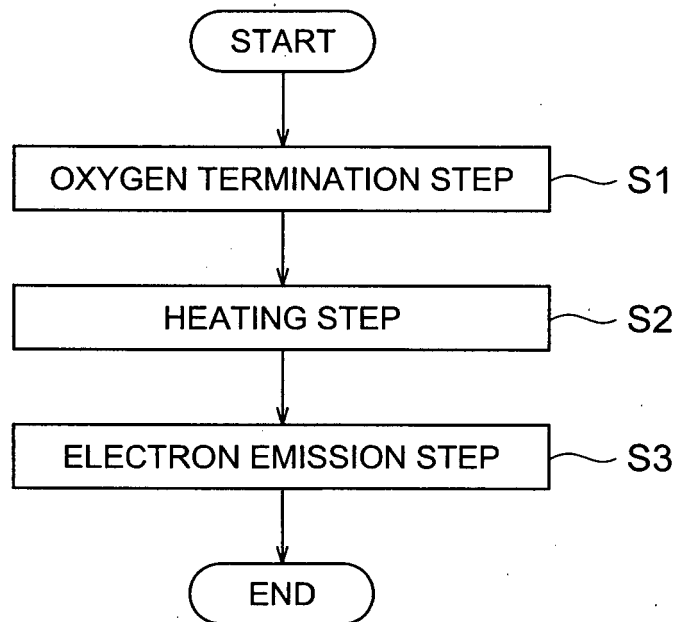 START
OXYGEN TERMINATION STEP S1
HEATING STEP S2
ELECTRON EMISSION STEP S3
END